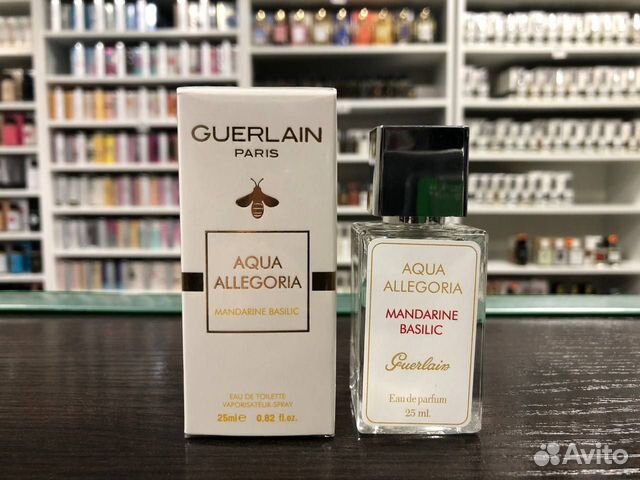 GUERLAIN
PARIS
AQUA
ALLEGORIA
MANDARINE BASILIC
EAU DE TOILETTE
VAPORISATEUR-SPRAY
25ml e 0.82 fl.oz.
AQUA
ALLEGORIA
MANDARINE
BASILIC
Guerlain
Eau de parfum
25 ml.
Avito